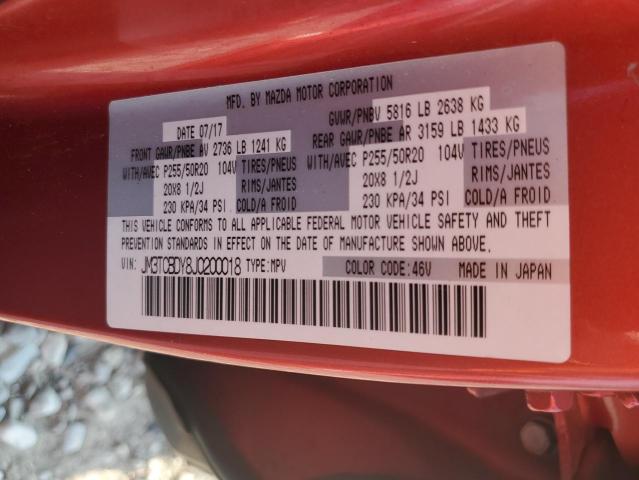 MFD. BY MAZDA MOTOR CORPORATION
DATE 07/17 GVWR/PNBV 5816 LB 2638 KG
FRONT GAWR/PNBE AV 2736 LB 1241 KG REAR GAWR/PNBE AR 3159 LB 1433 KG
WITH/AVEC P255/50R20 104V TIRES/PNEUS WITH/AVEC P255/50R20 104V TIRES/PNEUS
20X8 1/2J RIMS/JANTES 20X8 1/2J RIMS/JANTES
230 KPA/34 PSI COLD/A FROID 230 KPA/34 PSI COLD/A FROID
THIS VEHICLE CONFORMS TO ALL APPLICABLE FEDERAL MOTOR VEHICLE SAFETY AND THEFT
PREVENTION STANDARDS IN EFFECT ON THE DATE OF MANUFACTURE SHOWN ABOVE.
VIN: JM3TCBDY8J0200018 TYPE:MPV COLOR CODE:46V MADE IN JAPAN